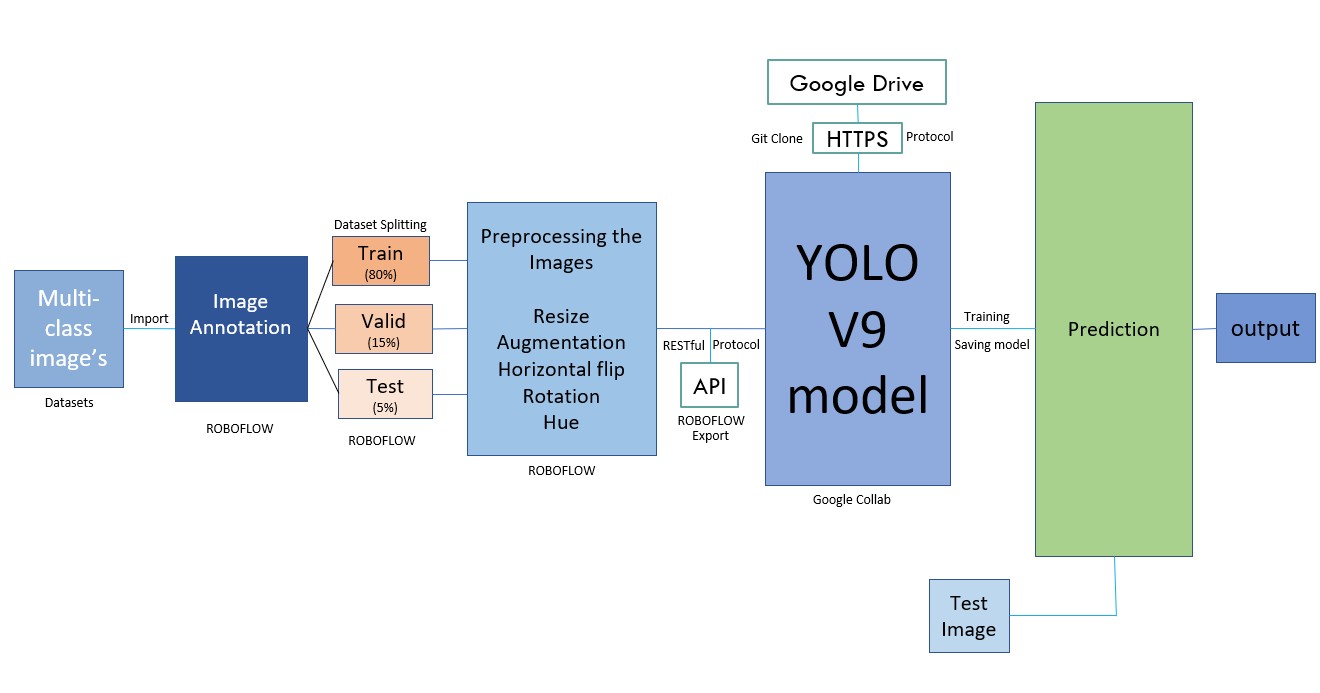 Multi-
class
image's
Datasets
Import
Image
Annotation
ROBOFLOW
Dataset Splitting
Train
(80%)
Valid
(15%)
Test
(5%)
ROBOFLOW
Preprocessing the
Images
Resize
Augmentation
Horizontal flip
Rotation
Hue
ROBOFLOW
RESTful
Protocol
API
ROBOFLOW
Export
Google Drive
Git Clone
HTTPS
Protocol
YOLO
V9
model
Google Collab
Training
Saving model
Prediction
Test
Image
output